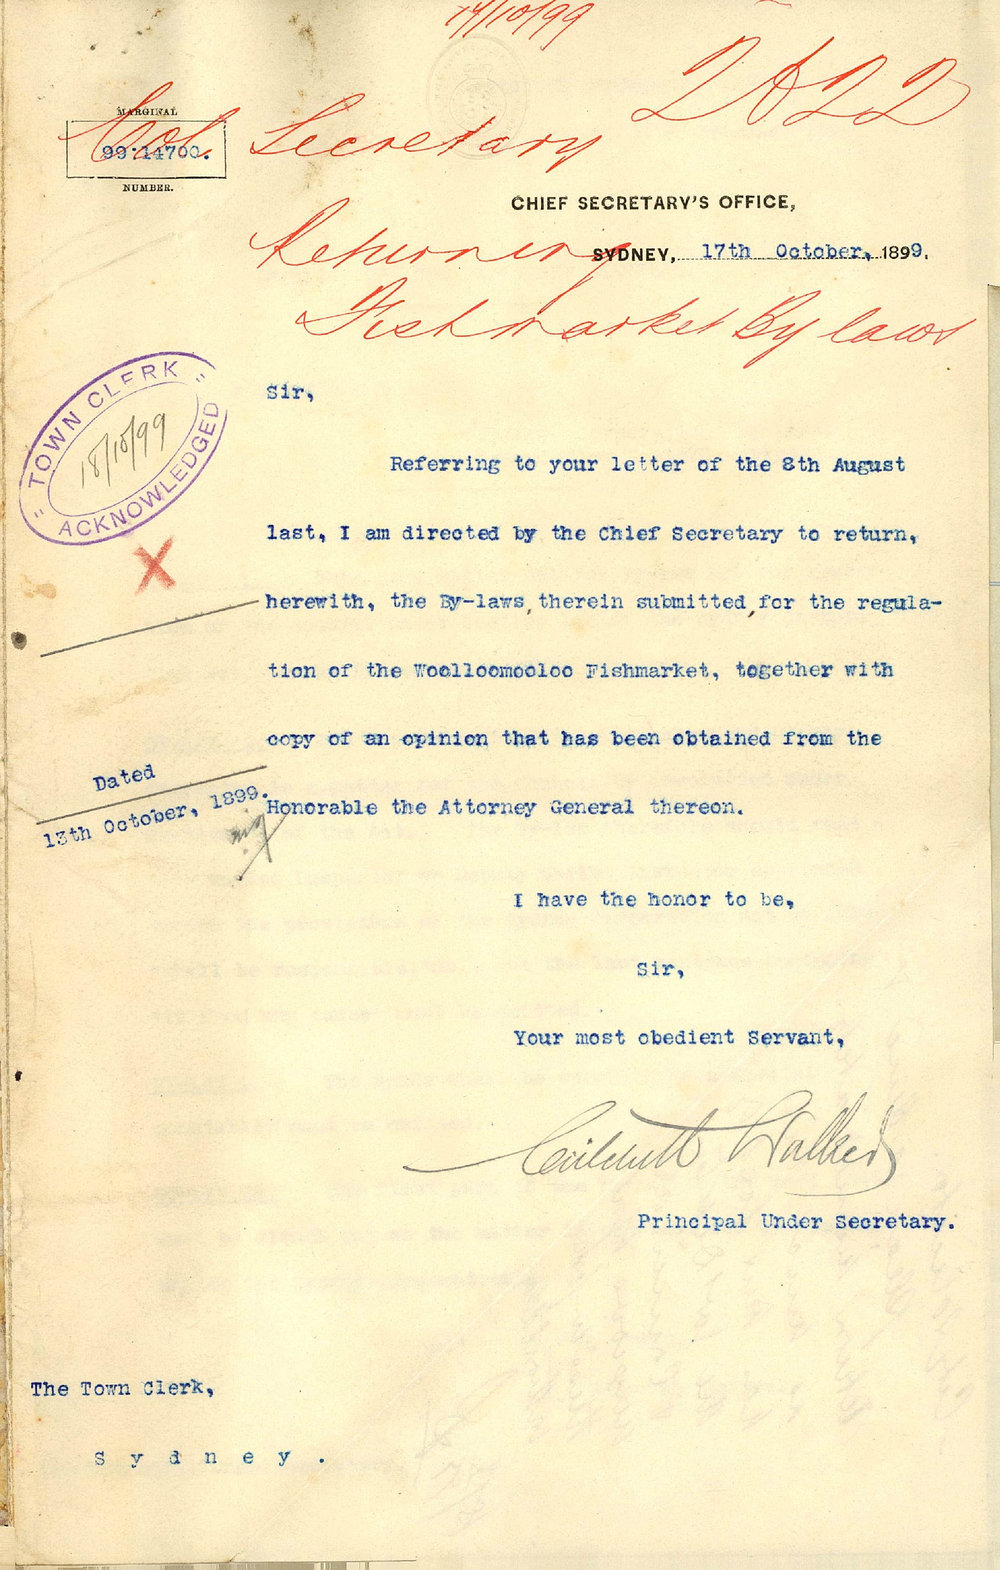 17/10/99
2822
MARGINAL
99·14700.
NUMBER.
Col. Secretary
CHIEF SECRETARY'S OFFICE,
Returning
SYDNEY, 17th October, 1899.
Fishmarket By laws
TOWN CLERK
18/10/99
ACKNOWLEDGED
X
Sir,
Referring to your letter of the 8th August
last, I am directed by the Chief Secretary to return,
herewith, the By-laws, therein submitted, for the regula-
tion of the Woolloomooloo Fishmarket, together with
copy of an opinion that has been obtained from the
Dated
13th October, 1899.
Honorable the Attorney General thereon.
I have the honor to be,
Sir,
Your most obedient Servant,
Critchett Walker
Principal Under Secretary.
The Town Clerk,
Sydney.